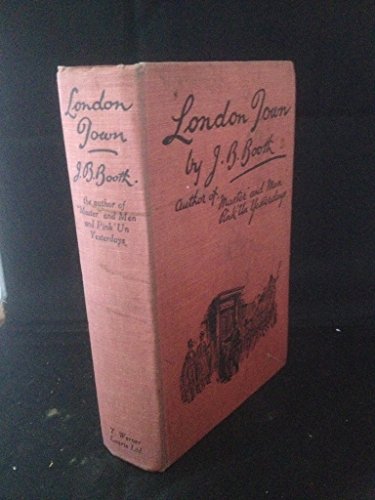 London
Town
J.B.Booth.
the author of
"Master" and Men
and Pink 'Un
Yesterdays
T. Werner
Laurie Ltd
London Town
by J.B. Booth
Author of "Master" and Men
Pink 'Un Yesterdays